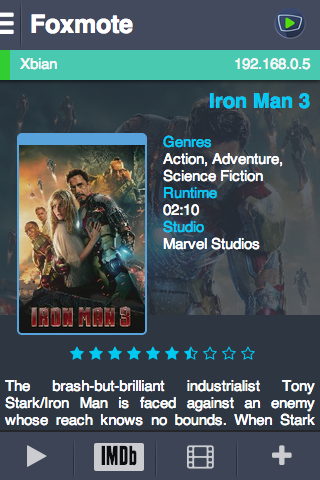 Foxmote
Xbian 192.168.0.5
Iron Man 3
Genres
Action, Adventure,
Science Fiction
Runtime
02:10
Studio
Marvel Studios
IRON MAN 3
The brash-but-brilliant industrialist Tony
Stark/Iron Man is faced against an enemy
whose reach knows no bounds. When Stark
IMDb